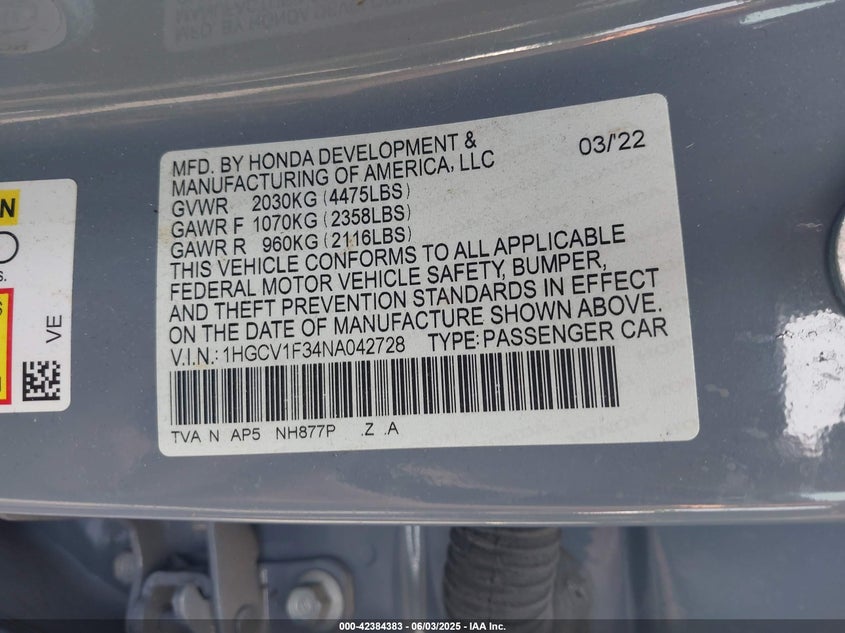 MFD. BY HONDA DEVELOPMENT & 03/'22
MANUFACTURING OF AMERICA, LLC
GVWR 2030KG (4475LBS)
GAWR F 1070KG (2358LBS)
GAWR R 960KG (2116LBS)
THIS VEHICLE CONFORMS TO ALL APPLICABLE
FEDERAL MOTOR VEHICLE SAFETY, BUMPER,
AND THEFT PREVENTION STANDARDS IN EFFECT
ON THE DATE OF MANUFACTURE SHOWN ABOVE.
V.I.N.: 1HGCV1F34NA042728 TYPE: PASSENGER CAR
TVA N AP5 NH877P .Z .A
VE
000-42384383 - 06/03/2025 - IAA Inc.